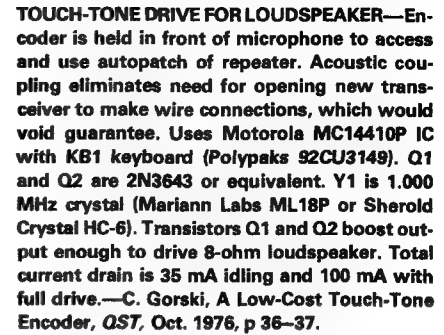 TOUCH-TONE DRIVE FOR LOUDSPEAKER—En-
coder is held in front of microphone to access
and use autopatch of repeater. Acoustic cou-
pling eliminates need for opening new trans-
ceiver to make wire connections, which would
void guarantee. Uses Motorola MC14410P IC
with KB1 keyboard (Polypaks 92CU3149). Q1
and Q2 are 2N3643 or equivalent. Y1 is 1.000
MHz crystal (Mariann Labs ML18P or Sherold
Crystal HC-6). Transistors Q1 and Q2 boost out-
put enough to drive 8-ohm loudspeaker. Total
current drain is 35 mA idling and 100 mA with
full drive.—C. Gorski, A Low-Cost Touch-Tone
Encoder, QST, Oct. 1976, p 36–37.